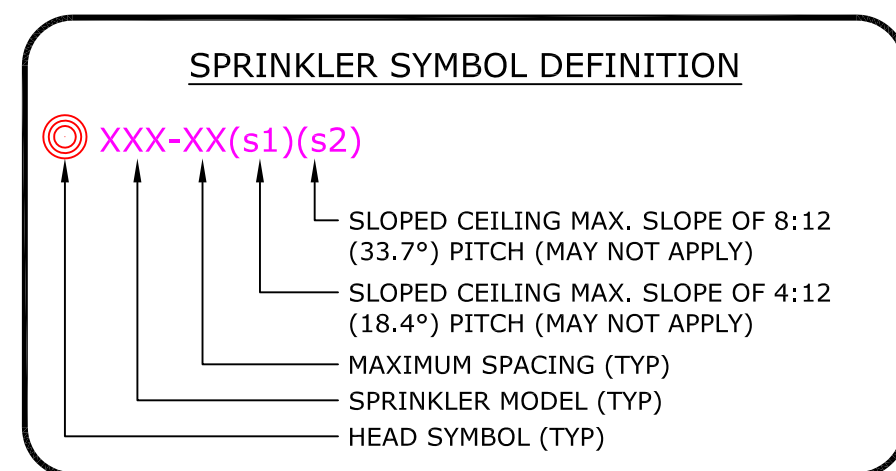 SPRINKLER SYMBOL DEFINITION
XXX-XX(s1)(s2)
SLOPED CEILING MAX. SLOPE OF 8:12
(33.7°) PITCH (MAY NOT APPLY)
SLOPED CEILING MAX. SLOPE OF 4:12
(18.4°) PITCH (MAY NOT APPLY)
MAXIMUM SPACING (TYP)
SPRINKLER MODEL (TYP)
HEAD SYMBOL (TYP)